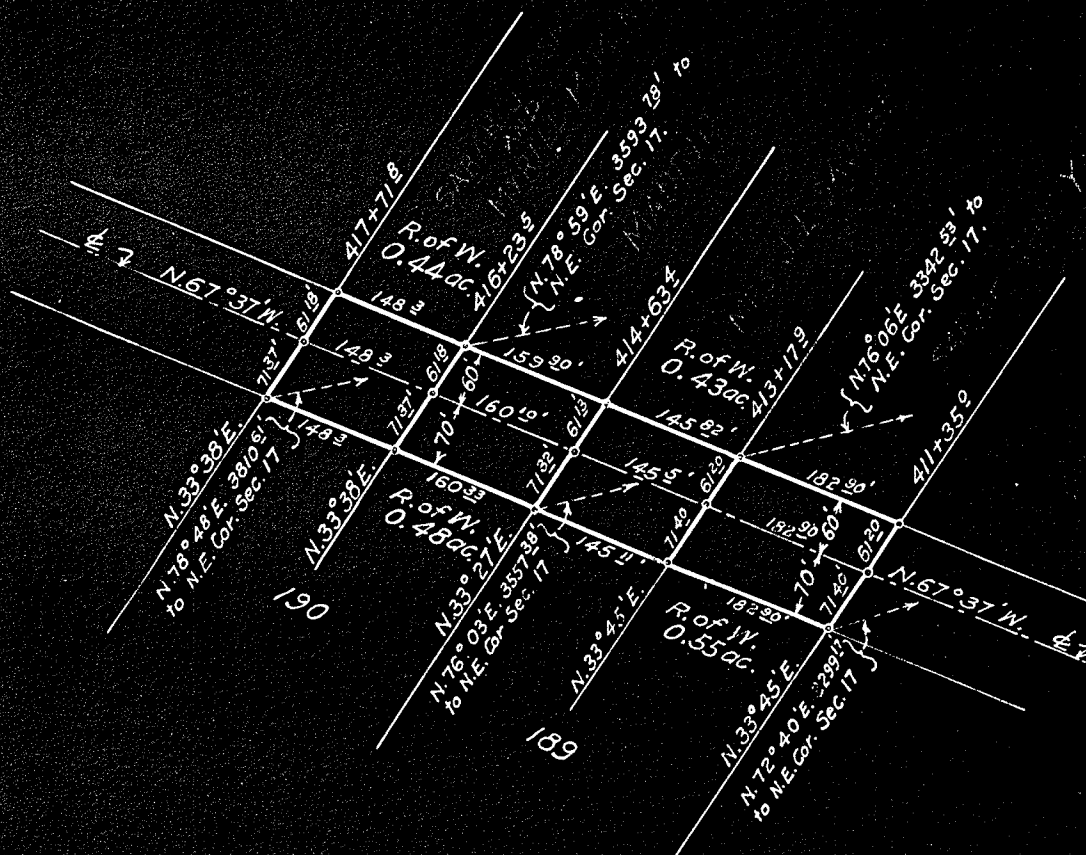 417+71.8
R. of W.
0.44 ac.
416+23.5
N. 78° 59' E. 3593.78' to
N.E. Cor. Sec. 17.
414+63.4
R. of W.
0.43 ac.
413+17.9
N 76° 06' E 3342.53' to
N.E. Cor. Sec. 17.
411+35.0
℄
N. 67° 37' W.
61.18'
148.3
61.18
60'
159.90'
61.13
145.82'
61.20
182.90'
60'
61.20
71.37'
148.3
71.37'
70'
160.10'
71.32
145.5'
71.40'
182.90
70'
71.40'
148.3
160.33
145.11'
182.90'
N. 67° 37' W. ℄
N. 33° 38' E.
N. 78° 48' E. 3810.61'
to N.E. Cor. Sec. 17
N. 33° 38' E.
R. of W.
0.48 ac.
N. 33° 27' E.
N. 76° 03' E. 3557.38'
to N.E. Cor Sec. 17
N. 33° 45' E.
R. of W.
0.55 ac.
N. 33° 45' E.
N. 72° 40' E.
to N.E. Cor. Sec. 17
190
189